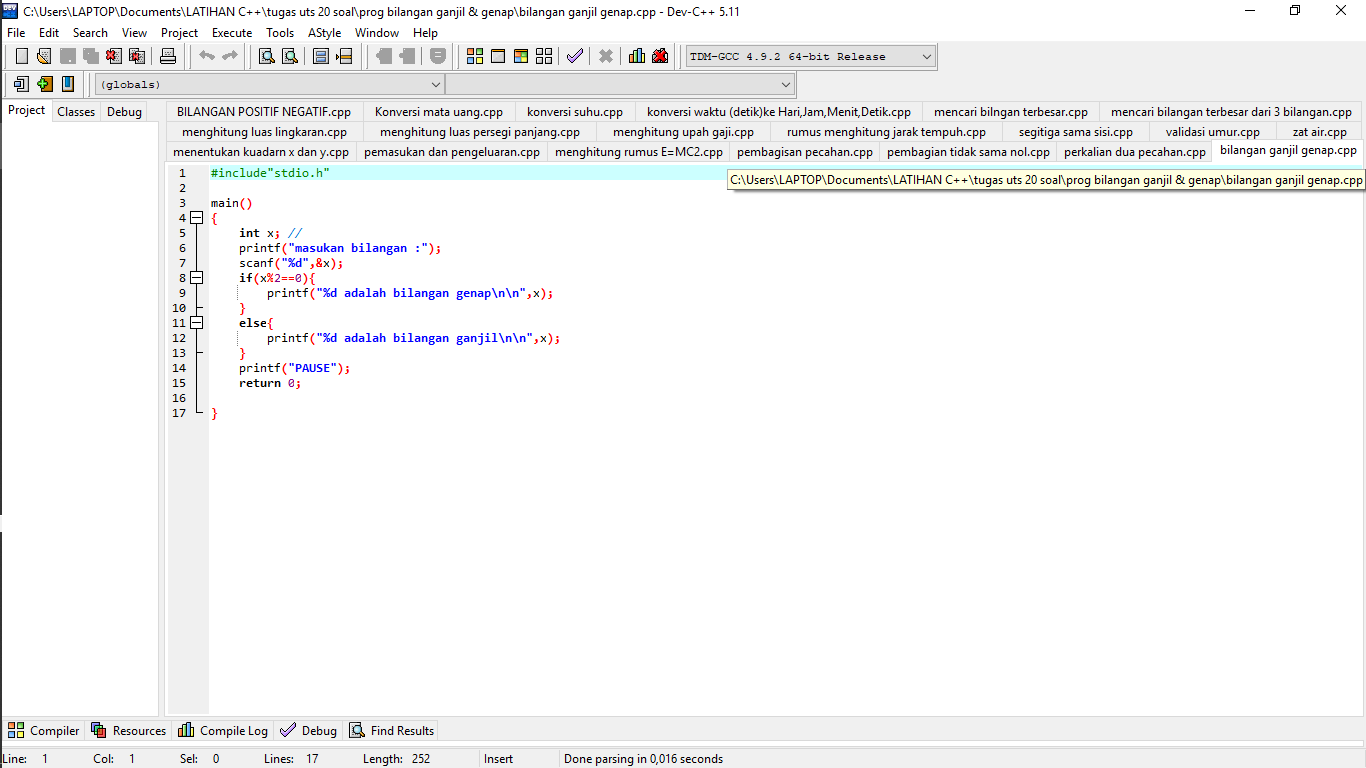 C:\Users\LAPTOP\Documents\LATIHAN C++\tugas uts 20 soal\prog bilangan ganjil & genap\bilangan ganjil genap.cpp - Dev-C++ 5.11
File Edit Search View Project Execute Tools AStyle Window Help
TDM-GCC 4.9.2 64-bit Release
(globals)
Project Classes Debug
BILANGAN POSITIF NEGATIF.cpp Konversi mata uang.cpp konversi suhu.cpp konversi waktu (detik)ke Hari,Jam,Menit,Detik.cpp mencari bilngan terbesar.cpp mencari bilangan terbesar dari 3 bilangan.cpp
menghitung luas lingkaran.cpp menghitung luas persegi panjang.cpp menghitung upah gaji.cpp rumus menghitung jarak tempuh.cpp segitiga sama sisi.cpp validasi umur.cpp zat air.cpp
menentukan kuadarn x dan y.cpp pemasukan dan pengeluaran.cpp menghitung rumus E=MC2.cpp pembagisan pecahan.cpp pembagian tidak sama nol.cpp perkalian dua pecahan.cpp bilangan ganjil genap.cpp
C:\Users\LAPTOP\Documents\LATIHAN C++\tugas uts 20 soal\prog bilangan ganjil & genap\bilangan ganjil genap.cpp
1 #include"stdio.h"
2
3 main()
4 {
5 int x; //
6 printf("masukan bilangan :");
7 scanf("%d",&x);
8 if(x%2==0){
9 printf("%d adalah bilangan genap\n\n",x);
10 }
11 else{
12 printf("%d adalah bilangan ganjil\n\n",x);
13 }
14 printf("PAUSE");
15 return 0;
16
17 }
Compiler Resources Compile Log Debug Find Results
Line: 1 Col: 1 Sel: 0 Lines: 17 Length: 252 Insert Done parsing in 0,016 seconds